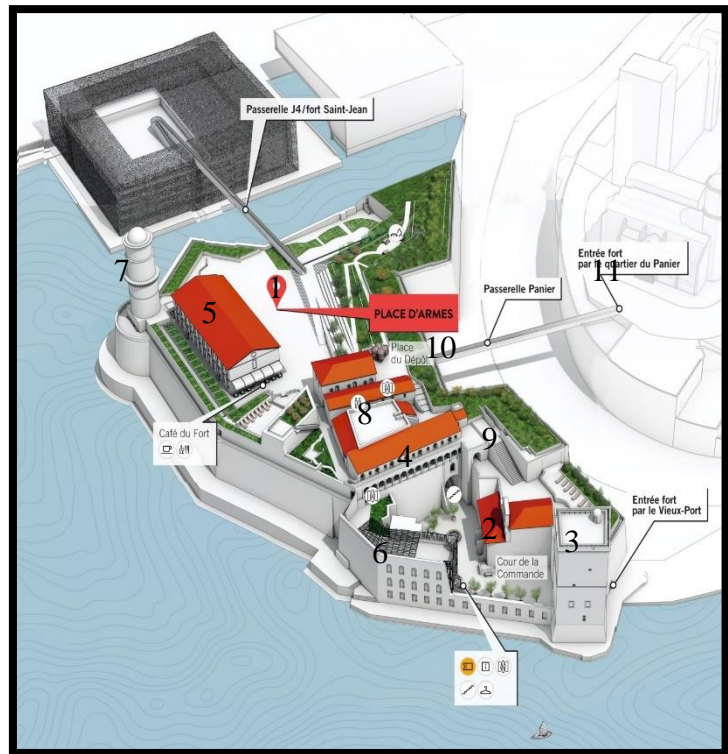 Passerelle J4/fort Saint-Jean
7
1
5
PLACE D'ARMES
Entrée fort
par le quartier du Panier
11
Passerelle Panier
Place
du Dépôt
10
8
Café du Fort
4
9
2
3
Entrée fort
par le Vieux-Port
6
Cour de la
Commande